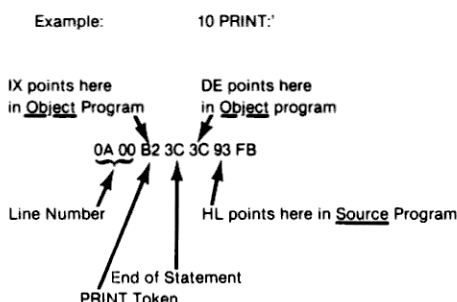 Example: 10 PRINT:'
IX points here DE points here
in Object Program in Object program
0A 00 B2 3C 3C 93 FB
Line Number HL points here in Source Program
End of Statement
PRINT Token